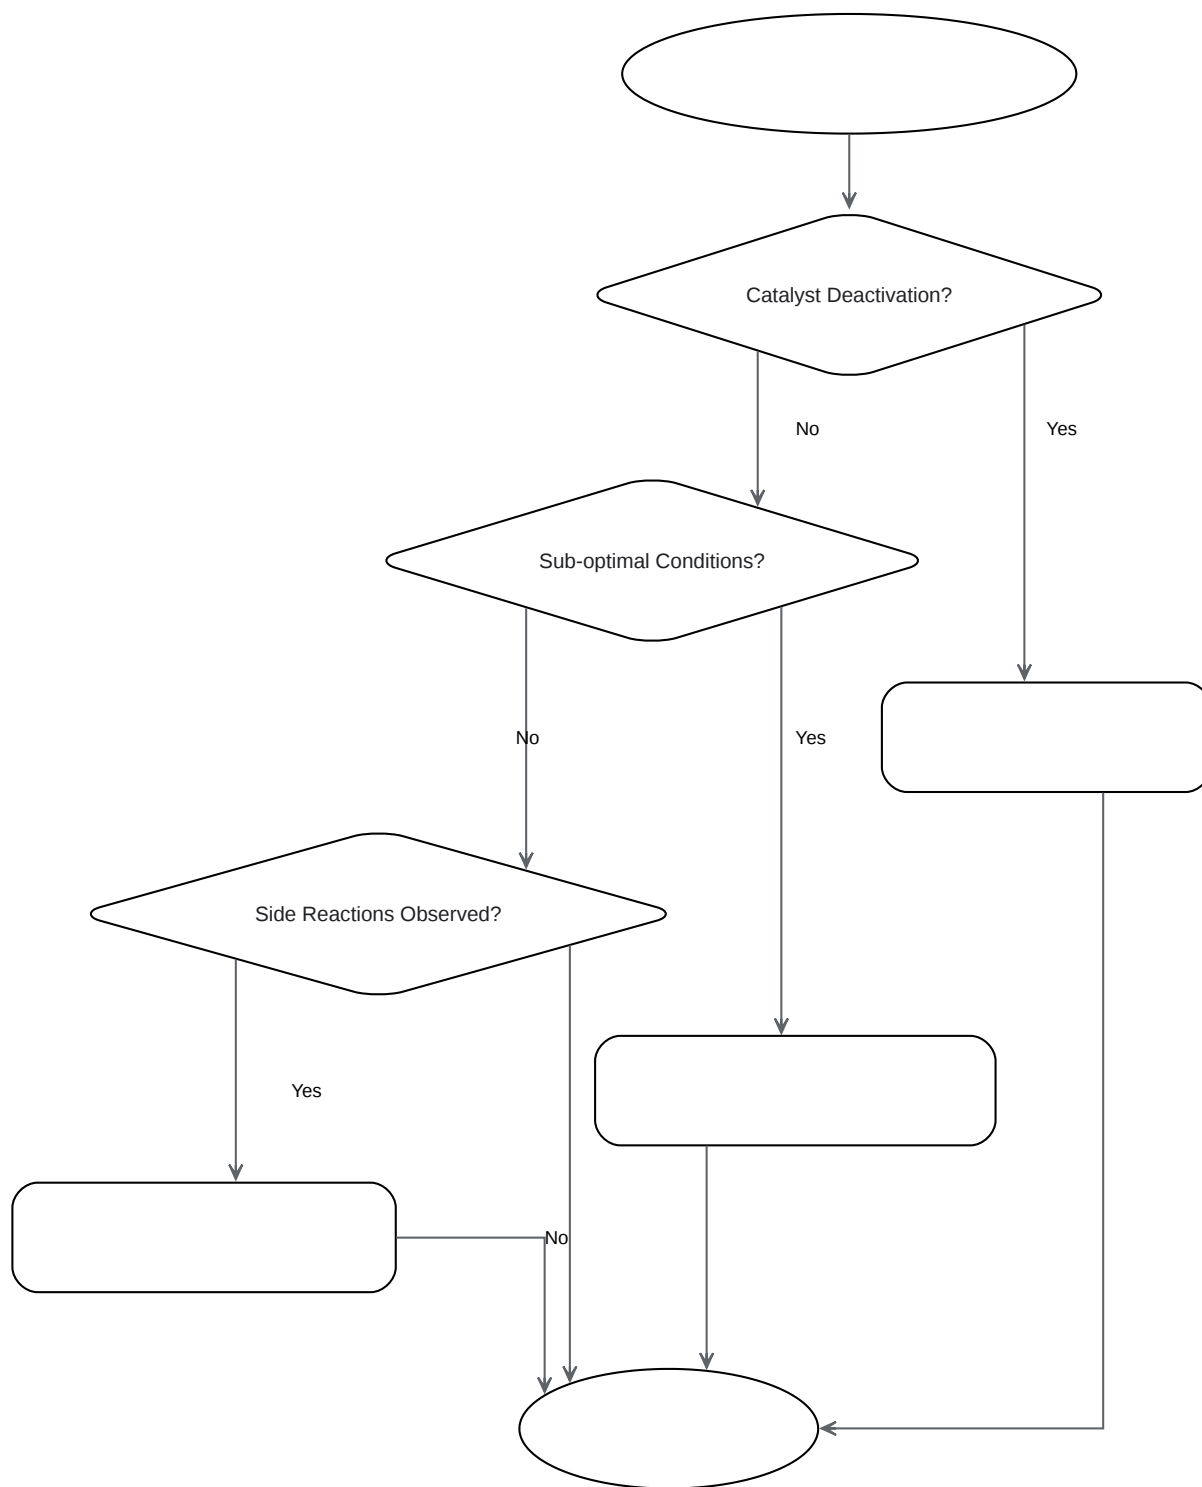 Catalyst Deactivation?
No
Yes
Sub-optimal Conditions?
No
Yes
Side Reactions Observed?
Yes
No